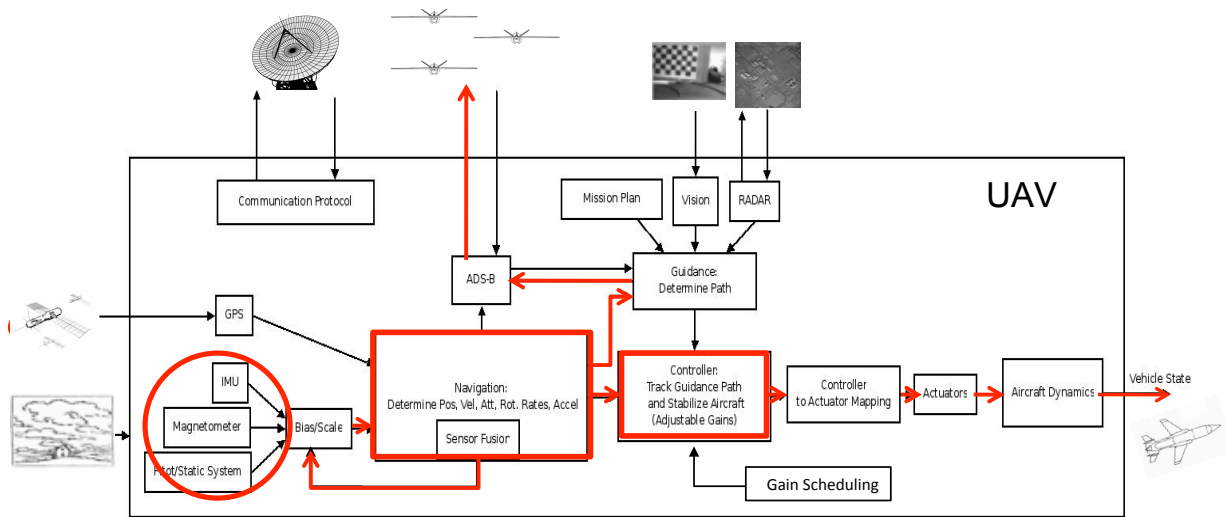 UAV
Communication Protocol
Mission Plan
Vision
RADAR
ADS-B
Guidance:
Determine Path
GPS
IMU
Magnetometer
Pitot/Static System
Bias/Scale
Navigation:
Determine Pos, Vel, Att, Rot. Rates, Accel
Sensor Fusion
Controller:
Track Guidance Path
and Stabilize Aircraft
(Adjustable Gains)
Controller
to Actuator Mapping
Actuators
Aircraft Dynamics
Vehicle State
Gain Scheduling